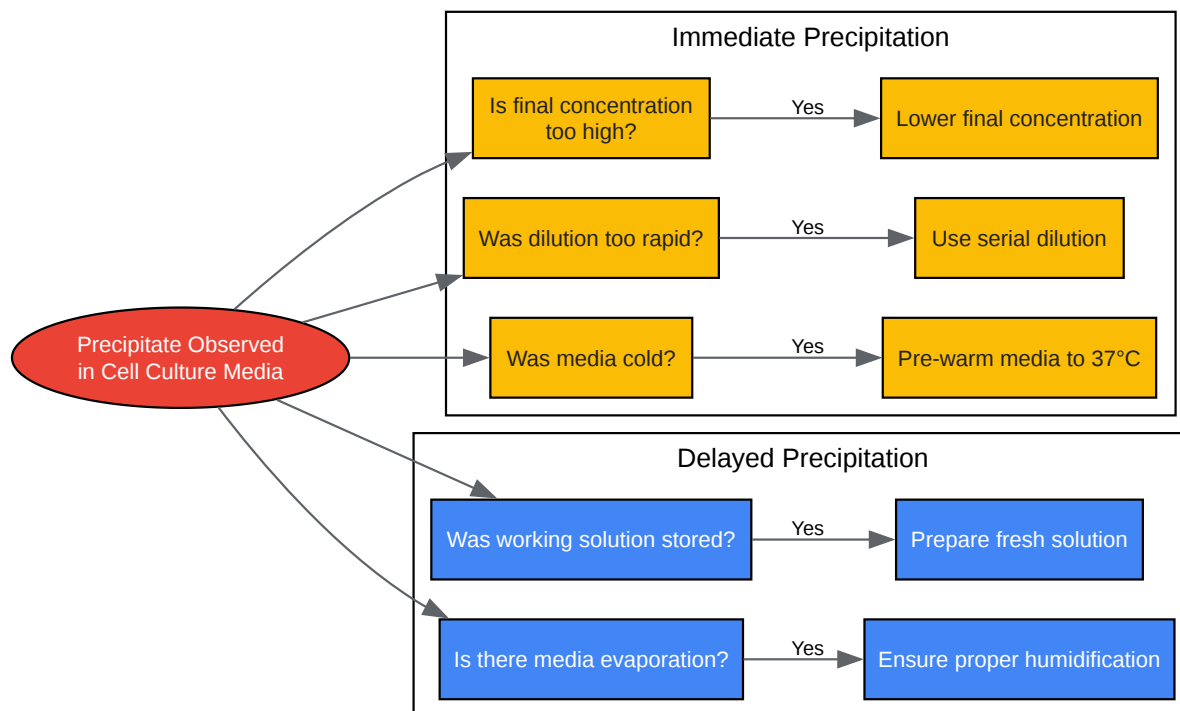 Immediate Precipitation
Is final concentration
too high?
Yes
Lower final concentration
Was dilution too rapid?
Yes
Use serial dilution
Precipitate Observed
in Cell Culture Media
Was media cold?
Yes
Pre-warm media to 37°C
Delayed Precipitation
Was working solution stored?
Yes
Prepare fresh solution
Is there media evaporation?
Yes
Ensure proper humidification